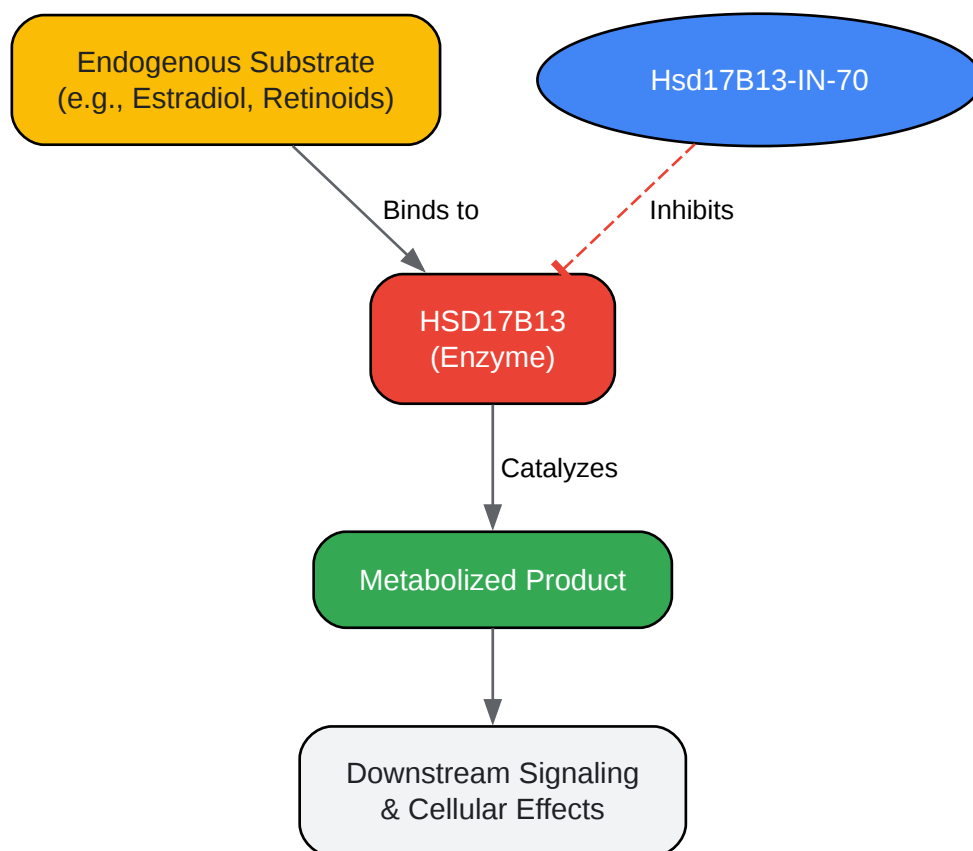 Endogenous Substrate
(e.g., Estradiol, Retinoids)
Hsd17B13-IN-70
Binds to
Inhibits
HSD17B13
(Enzyme)
Catalyzes
Metabolized Product
Downstream Signaling
& Cellular Effects